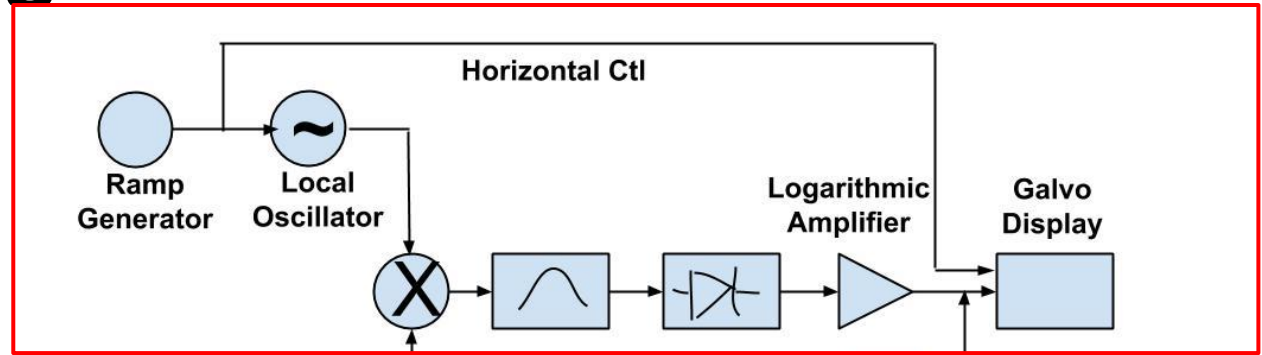 Horizontal Ctl
~
Ramp
Generator
Local
Oscillator
Logarithmic
Amplifier
Galvo
Display
X